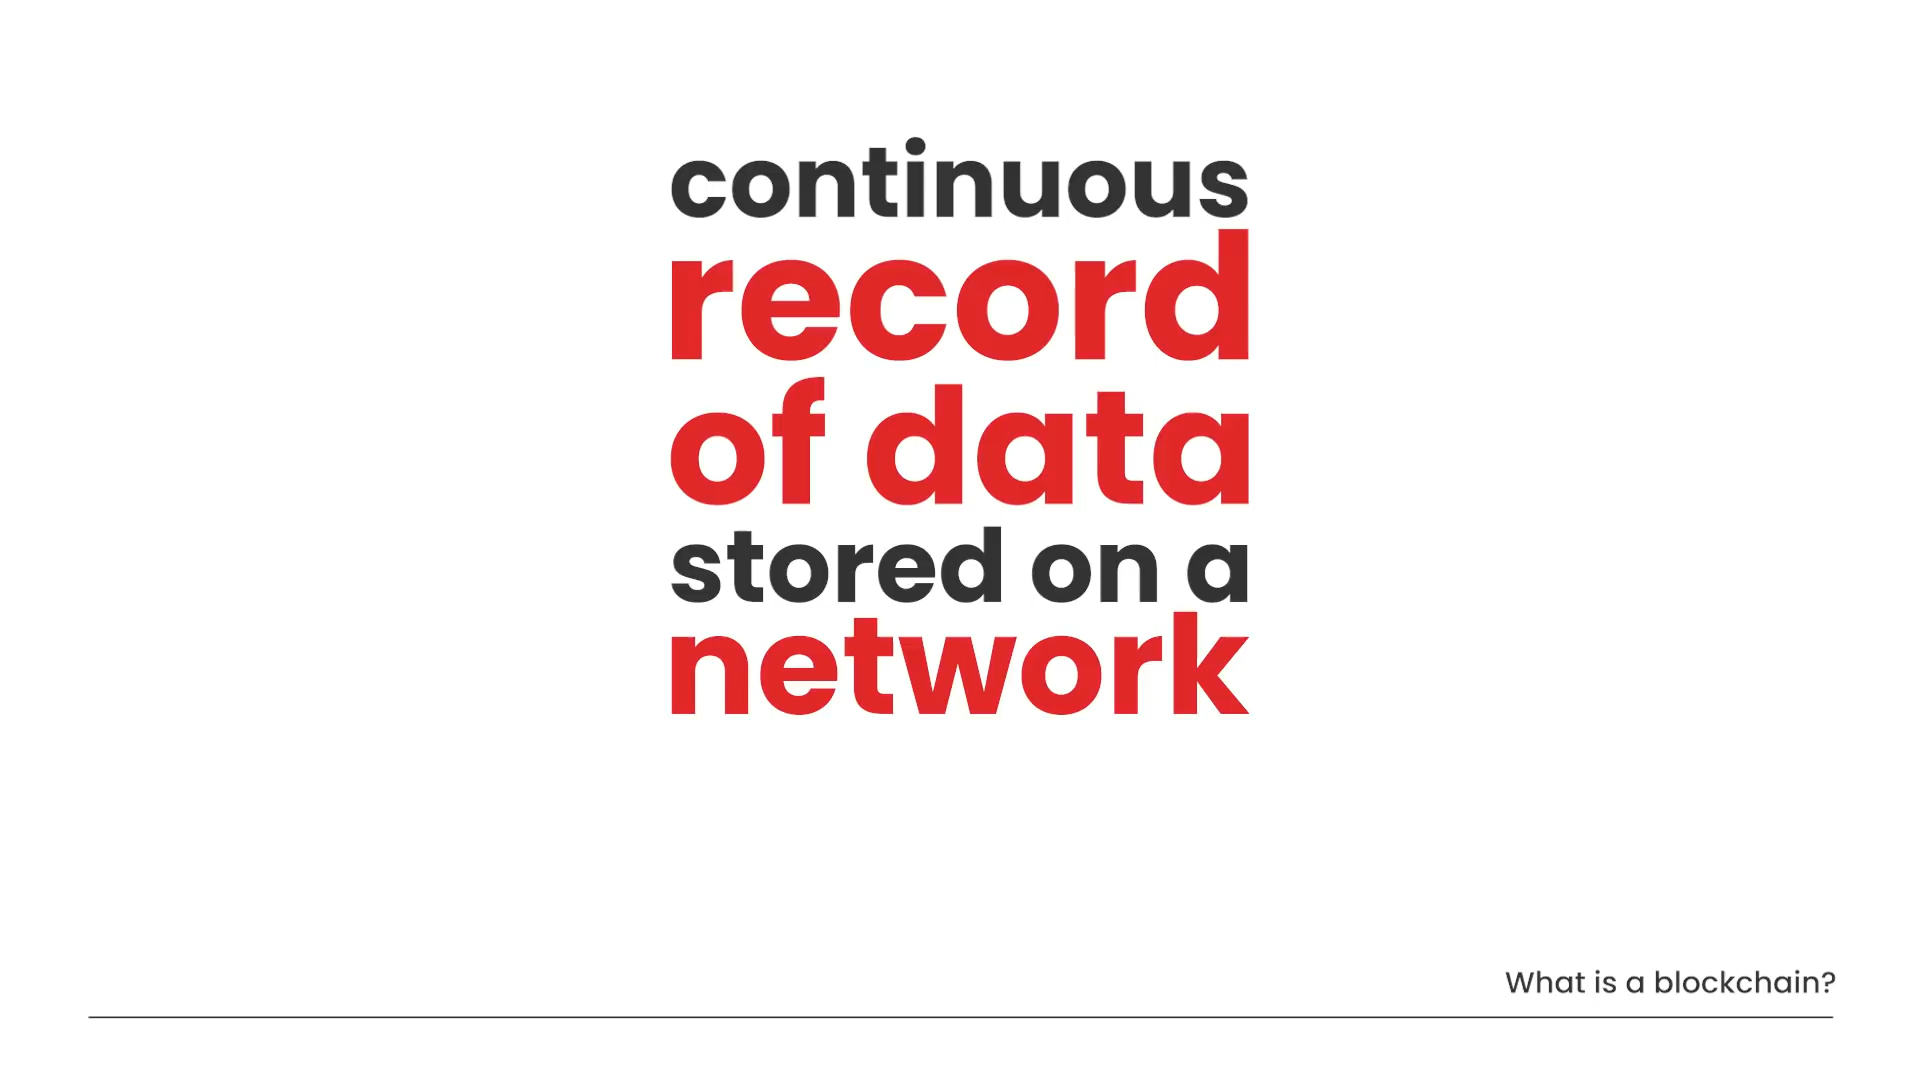 continuous
record
of data
stored on a
network
What is a blockchain?